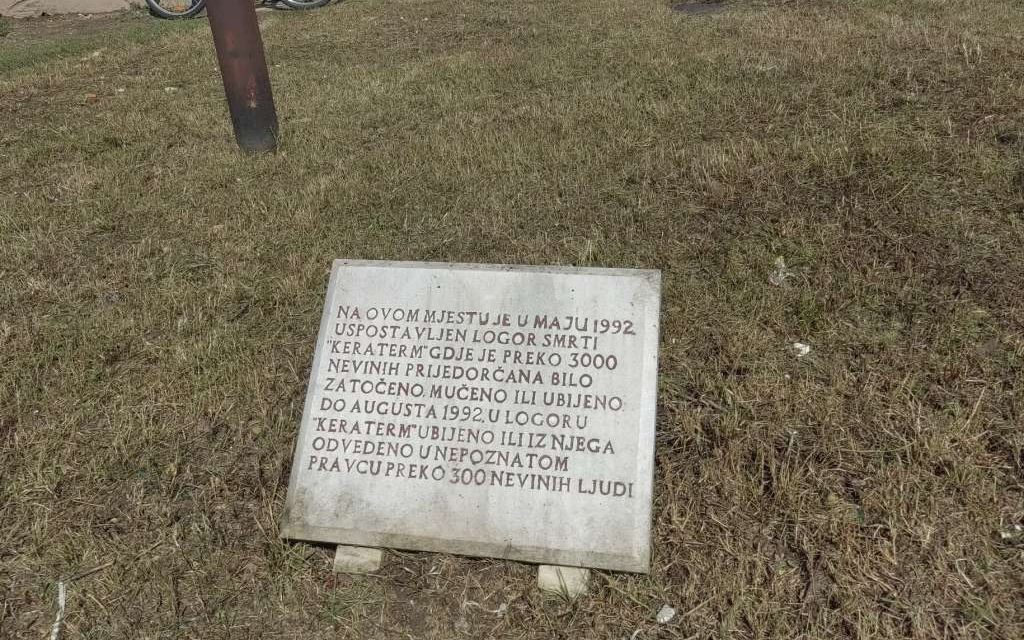 NA OVOM MJESTU JE U MAJU 1992
USPOSTAVLJEN LOGOR SMRTI
"KERATERM" GDJE JE PREKO 3000
NEVINIH PRIJEDORČANA BILO
ZATOČENO, MUČENO ILI UBIJENO.
DO AUGUSTA 1992. U LOGORU
"KERATERM" UBIJENO ILI IZ NJEGA
ODVEDENO U NEPOZNATOM
PRAVCU PREKO 300 NEVINIH LJUDI